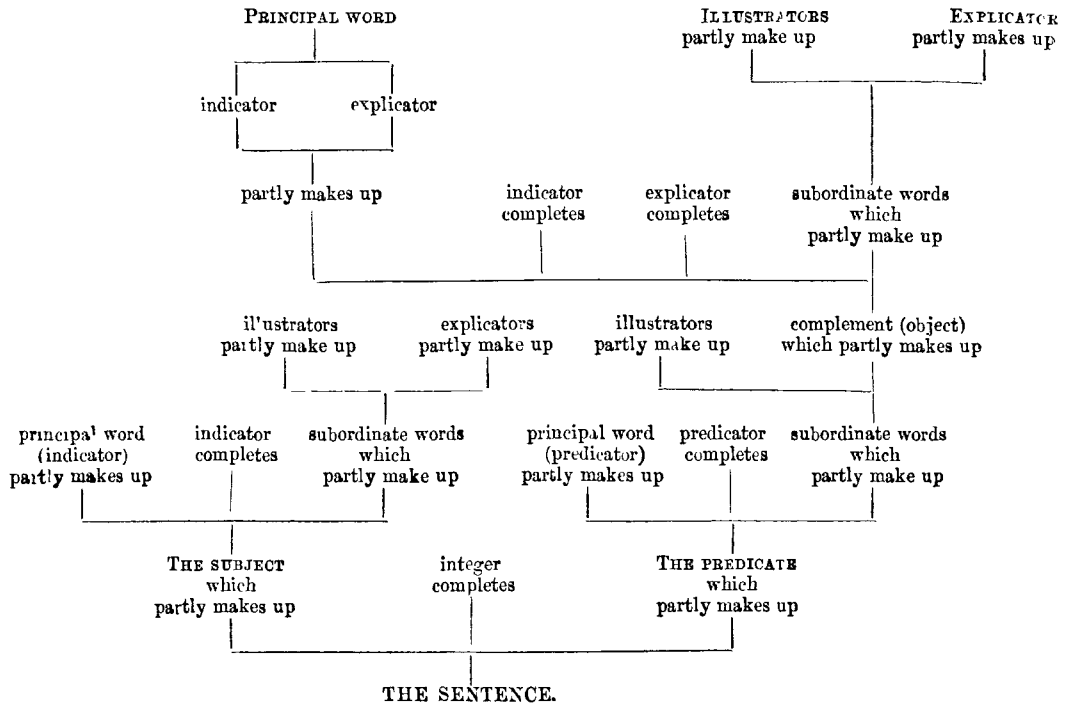 PRINCIPAL WORD
ILLUSTRATORS
partly make up
EXPLICATOR
partly makes up
indicator
explicator
partly makes up
indicator
completes
explicator
completes
subordinate words
which
partly make up
illustrators
partly make up
explicators
partly make up
illustrators
partly make up
complement (object)
which partly makes up
principal word
(indicator)
partly makes up
indicator
completes
subordinate words
which
partly make up
principal word
(predicator)
partly makes up
predicator
completes
subordinate words
which
partly make up
THE SUBJECT
which
partly makes up
integer
completes
THE PREDICATE
which
partly makes up
THE SENTENCE.